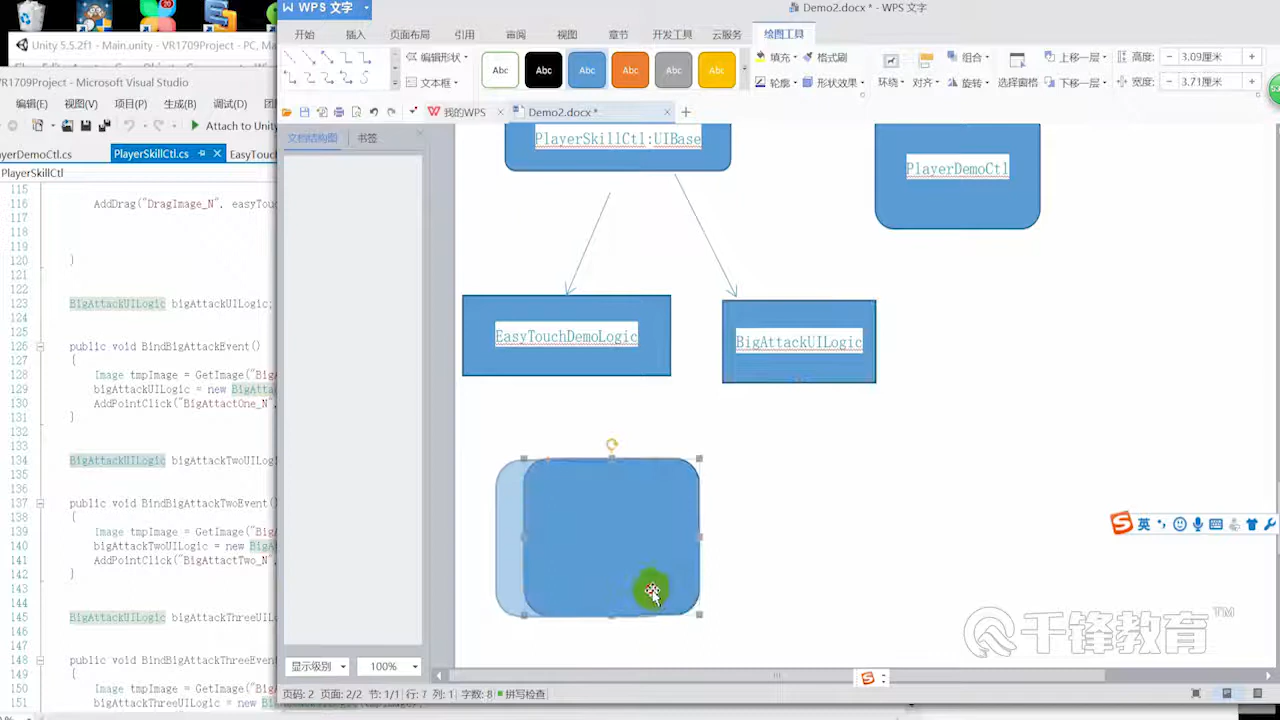 Unity 5.5.2f1 - Main.unity - VR1709Project - PC, Ma
VR1709Project - Microsoft Visual Studio
编辑(E) 视图(V) 项目(P) 生成(B) 调试(D) 团
Attach to Unity
yerDemoCtl.cs PlayerSkillCtl.cs EasyTouch
PlayerSkillCtl
115
116 AddDrag("DragImage_N", easyTouc
117
118
119
120 }
121
122
123 BigAttackUILogic bigAttackUILogic;
124
125
126 public void BindBigAttackEvent()
127 {
128 Image tmpImage = GetImage("BigA
129 bigAttackUILogic = new BigAtta
130 AddPointClick("BigAttactOne_N",
131 }
132
133
134 BigAttackUILogic bigAttackTwoUILogi
135
136
137 public void BindBigAttackTwoEvent()
138 {
139 Image tmpImage = GetImage("BigA
140 bigAttackTwoUILogic = new BigA
141 AddPointClick("BigAttactTwo_N",
142 }
143
144
145 BigAttackUILogic bigAttackThreeUILo
146
147
148 public void BindBigAttackThreeEvent
149 {
150 Image tmpImage = GetImage("BigA
151 bigAttackThreeUILogic = new Big
WPS 文字
Demo2.docx * - WPS 文字
开始 插入 页面布局 引用 审阅 视图 章节 开发工具 云服务 绘图工具
编辑形状 Abc Abc Abc Abc Abc Abc 填充 格式刷 组合 上移一层 高度: 3.09厘米
文本框 轮廓 形状效果 环绕 对齐 旋转 选择窗格 下移一层 宽度: 3.71厘米
我的WPS Demo2.docx *
文档结构图 书签
PlayerSkillCtl:UIBase
PlayerDemoCtl
EasyTouchDemoLogic
BigAttackUILogic
英
千锋教育 TM
显示级别 100%
页码: 2 页面: 2/2 节: 1/1 行: 7 列: 1 字数: 8 拼写检查